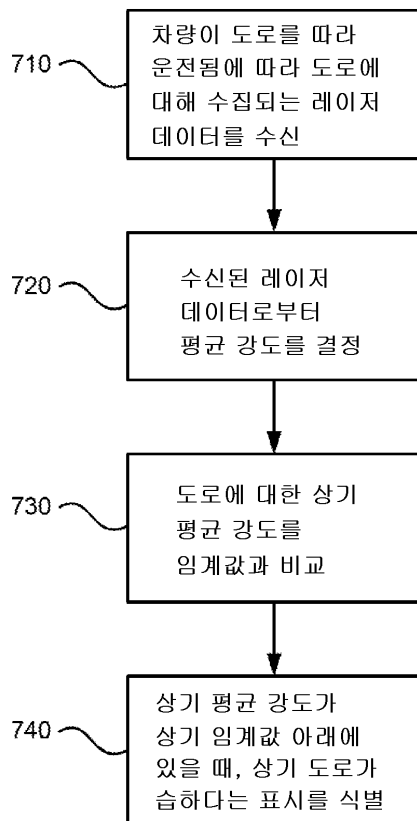 710
차량이 도로를 따라
운전됨에 따라 도로에
대해 수집되는 레이저
데이터를 수신
720
수신된 레이저
데이터로부터
평균 강도를 결정
730
도로에 대한 상기
평균 강도를
임계값과 비교
740
상기 평균 강도가
상기 임계값 아래에
있을 때, 상기 도로가
습하다는 표시를 식별